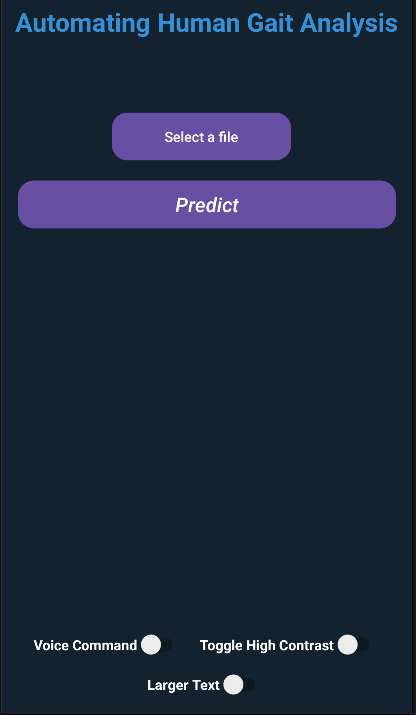 Automating Human Gait Analysis
Select a file
Predict
Voice Command
Toggle High Contrast
Larger Text